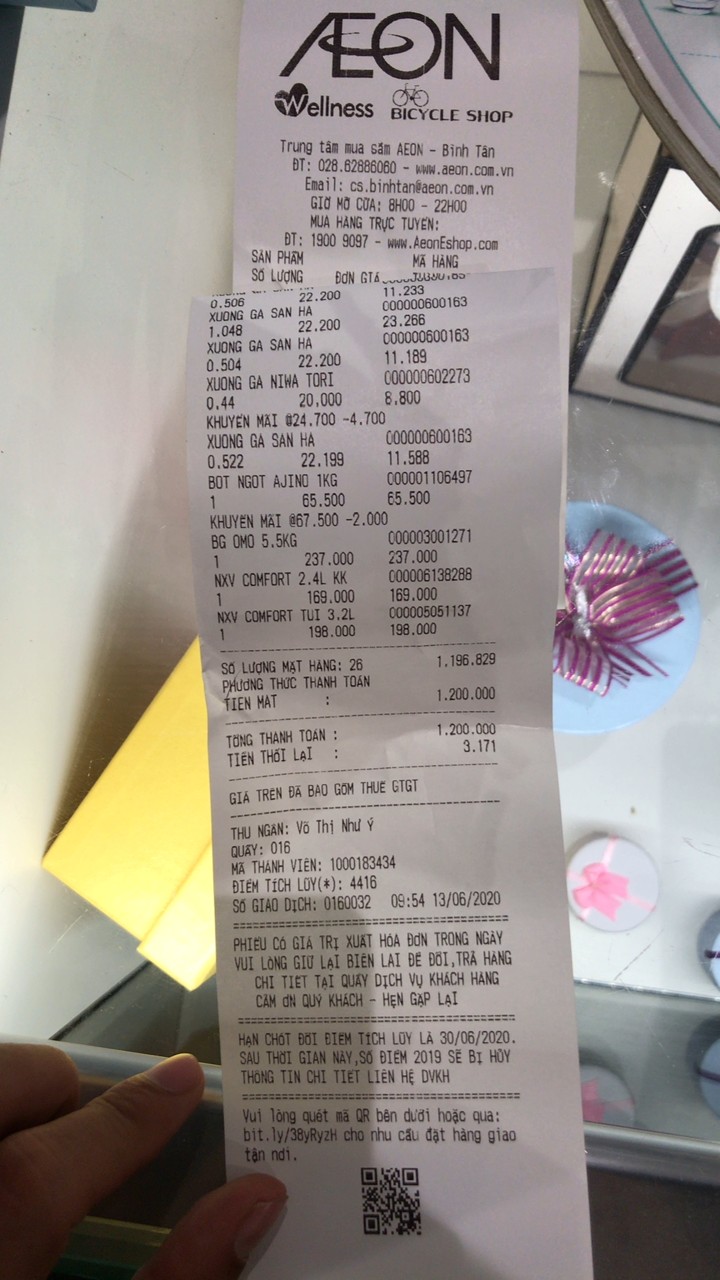 ÆON
Wellness BICYCLE SHOP
Trung tâm mua sắm AEON - Bình Tân
ĐT: 028.62886060 - www.aeon.com.vn
Email: cs.binhtan@aeon.com.vn
GIỜ MỞ CỬA: 8H00 - 22H00
MUA HÀNG TRỰC TUYẾN:
ĐT: 1900 9097 - www.AeonEshop.com
SẢN PHẨM MÃ HÀNG
SỐ LƯỢNG ĐƠN GIÁ
0.506 22.200 11.233
XUONG GA SAN HA 000000600163
1.048 22.200 23.266
XUONG GA SAN HA 000000600163
0.504 22.200 11.189
XUONG GA NIWA TORI 000000602273
0.44 20.000 8.800
KHUYẾN MÃI @24.700 -4.700
XUONG GA SAN HA 000000600163
0.522 22.199 11.588
BOT NGOT AJINO 1KG 000001106497
1 65.500 65.500
KHUYẾN MÃI @67.500 -2.000
BG OMO 5.5KG 000003001271
1 237.000 237.000
NXV COMFORT 2.4L KK 000006138288
1 169.000 169.000
NXV COMFORT TUI 3.2L 000005051137
1 198.000 198.000
SỐ LƯỢNG MẶT HÀNG: 26 1.196.829
PHƯƠNG THỨC THANH TOÁN
TIỀN MẶT : 1.200.000
TỔNG THANH TOÁN : 1.200.000
TIỀN THỐI LẠI : 3.171
GIÁ TRÊN ĐÃ BAO GỒM THUẾ GTGT
THU NGÂN: Võ Thị Như Ý
QUẦY: 016
MÃ THÀNH VIÊN: 1000183434
ĐIỂM TÍCH LŨY(*): 4416
SỐ GIAO DỊCH: 0160032 09:54 13/06/2020
PHIẾU CÓ GIÁ TRỊ XUẤT HÓA ĐƠN TRONG NGÀY
VUI LÒNG GIỮ LẠI BIÊN LAI ĐỂ ĐỔI,TRẢ HÀNG
CHI TIẾT TẠI QUẦY DỊCH VỤ KHÁCH HÀNG
CẢM ƠN QUÝ KHÁCH - HẸN GẶP LẠI
HẠN CHÓT ĐỔI ĐIỂM TÍCH LŨY LÀ 30/06/2020.
SAU THỜI GIAN NÀY,SỐ ĐIỂM 2019 SẼ BỊ HỦY
THÔNG TIN CHI TIẾT LIÊN HỆ DVKH
Vui lòng quét mã QR bên dưới hoặc qua:
bit.ly/38yRyzH cho nhu cầu đặt hàng giao
tận nơi.